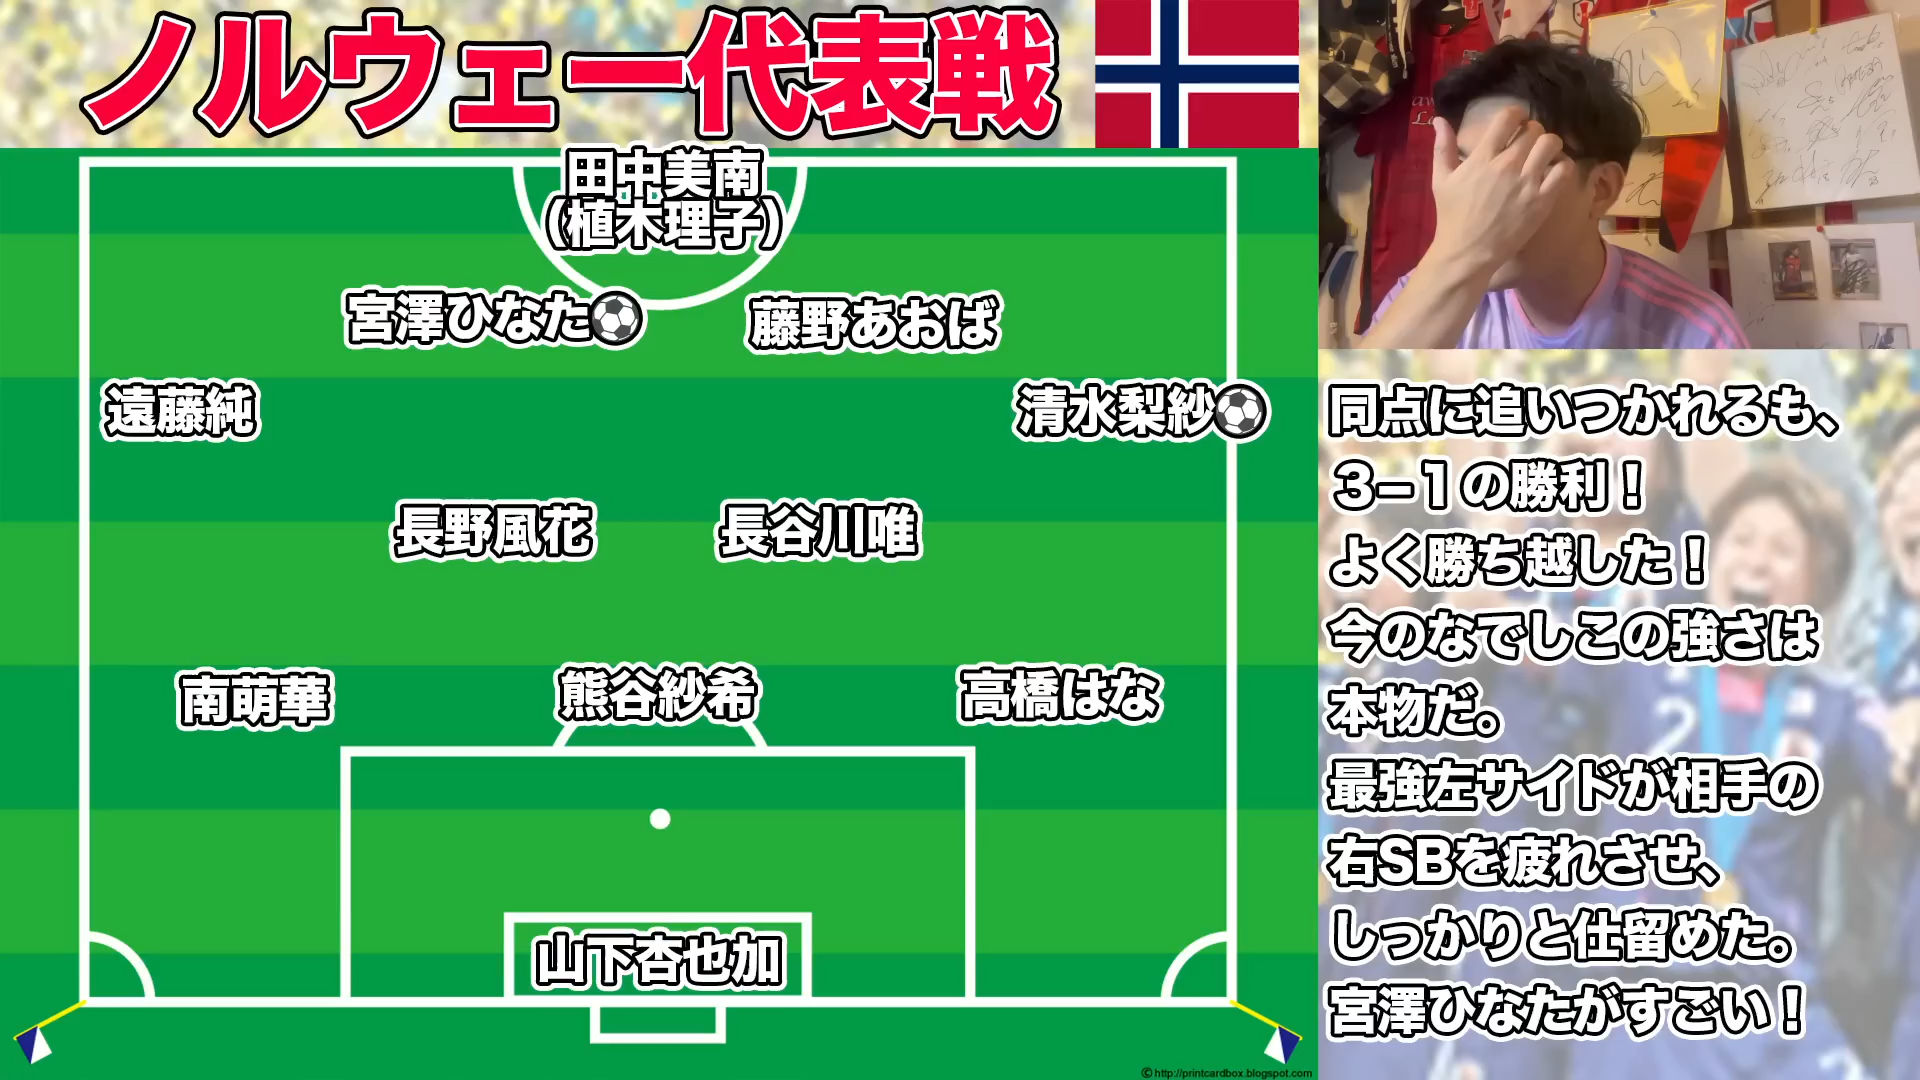 ノルウェー代表戦
田中美南
(植木理子)
宮澤ひなた
藤野あおば
遠藤純
清水梨紗
長野風花
長谷川唯
南萌華
熊谷紗希
高橋はな
山下杏也加
同点に追いつかれるも、
３−１の勝利！
よく勝ち越した！
今のなでしこの強さは
本物だ。
最強左サイドが相手の
右SBを疲れさせ、
しっかりと仕留めた。
宮澤ひなたがすごい！
2
©http://printcardbox.blogspot.com